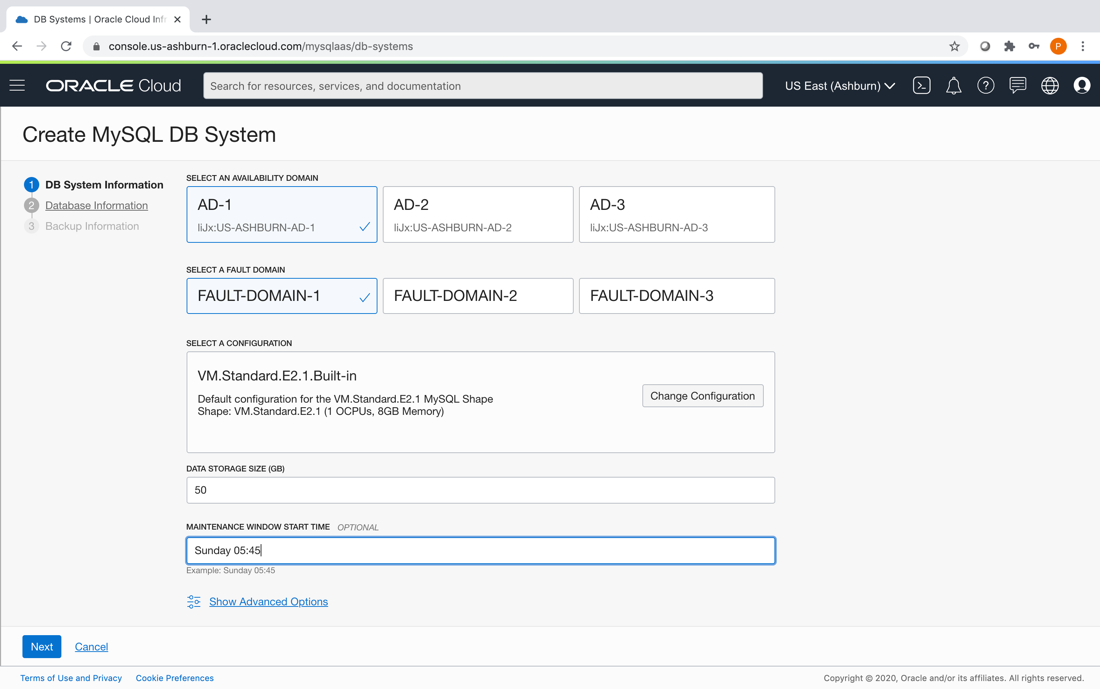 DB Systems | Oracle Cloud Infr
console.us-ashburn-1.oraclecloud.com/mysqlaas/db-systems
P
ORACLE Cloud
Search for resources, services, and documentation
US East (Ashburn)
Create MySQL DB System
1 DB System Information
2 Database Information
3 Backup Information
SELECT AN AVAILABILITY DOMAIN
AD-1
AD-2
AD-3
liJx:US-ASHBURN-AD-1
liJx:US-ASHBURN-AD-2
liJx:US-ASHBURN-AD-3
SELECT A FAULT DOMAIN
FAULT-DOMAIN-1
FAULT-DOMAIN-2
FAULT-DOMAIN-3
SELECT A CONFIGURATION
VM.Standard.E2.1.Built-in
Default configuration for the VM.Standard.E2.1 MySQL Shape
Shape: VM.Standard.E2.1 (1 OCPUs, 8GB Memory)
Change Configuration
DATA STORAGE SIZE (GB)
50
MAINTENANCE WINDOW START TIME OPTIONAL
Sunday 05:45
Example: Sunday 05:45
Show Advanced Options
Next
Cancel
Terms of Use and Privacy
Cookie Preferences
Copyright © 2020, Oracle and/or its affiliates. All rights reserved.